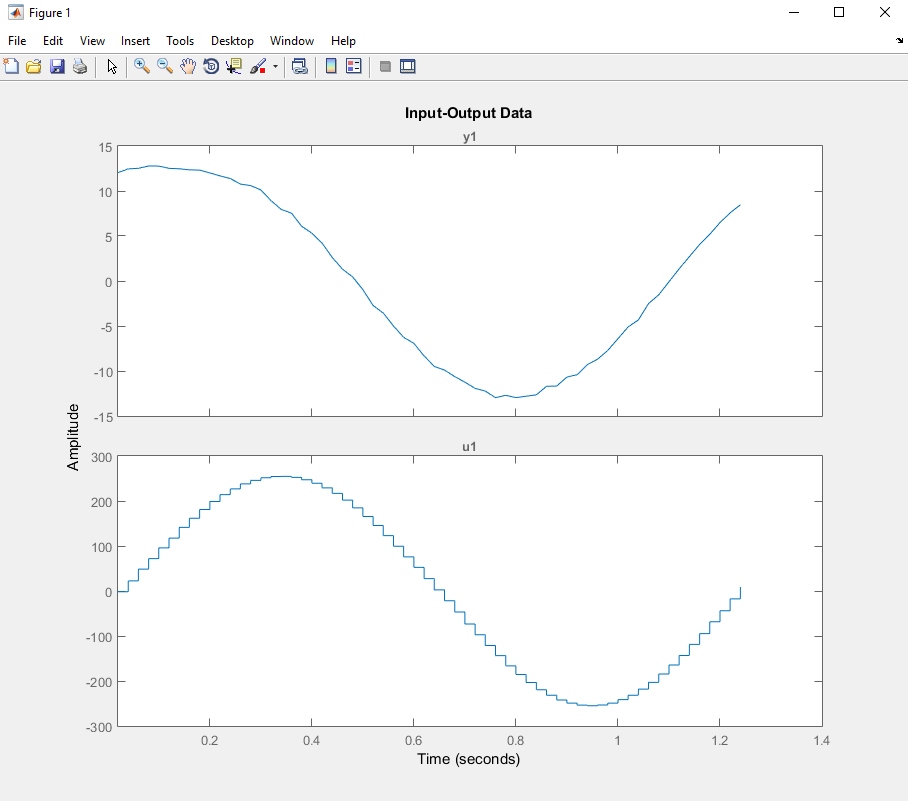 Figure 1
File Edit View Insert Tools Desktop Window Help
Input-Output Data
y1
15
10
5
0
-5
-10
-15
Amplitude
u1
300
200
100
0
-100
-200
-300
0.2 0.4 0.6 0.8 1 1.2 1.4
Time (seconds)